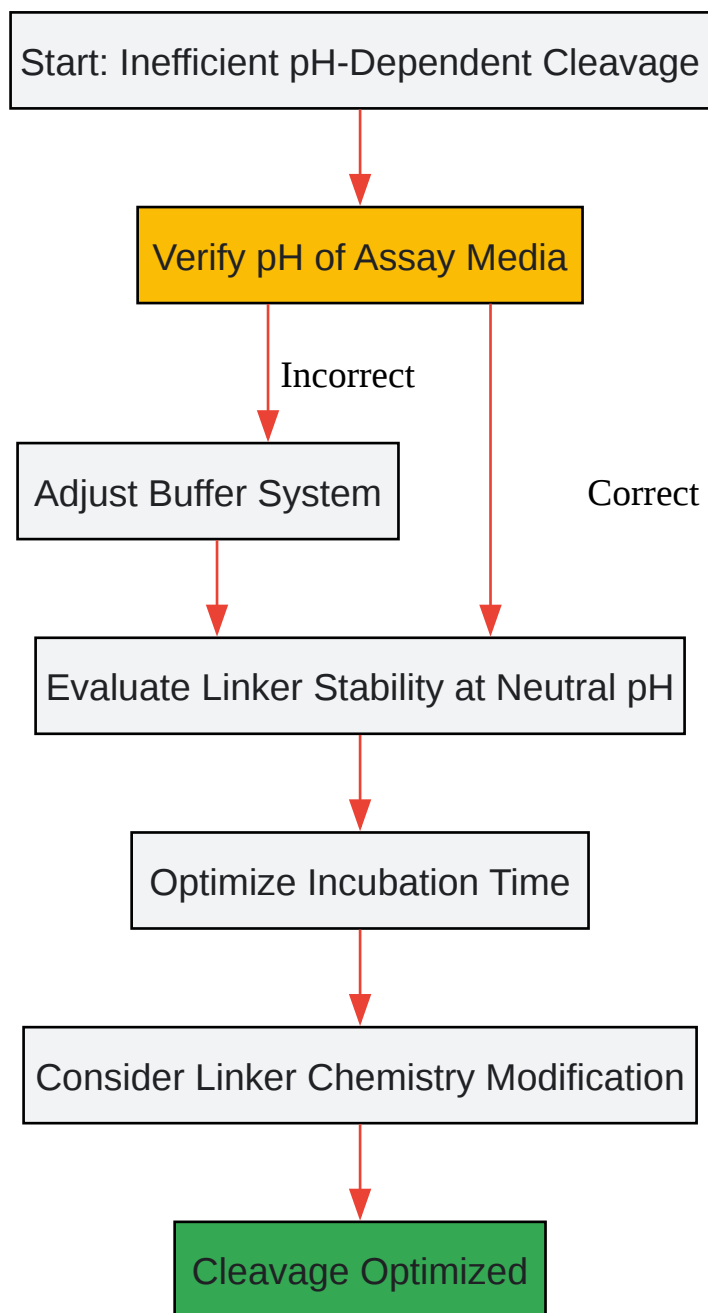 Start: Inefficient pH-Dependent Cleavage
Verify pH of Assay Media
Incorrect
Adjust Buffer System
Correct
Evaluate Linker Stability at Neutral pH
Optimize Incubation Time
Consider Linker Chemistry Modification
Cleavage Optimized